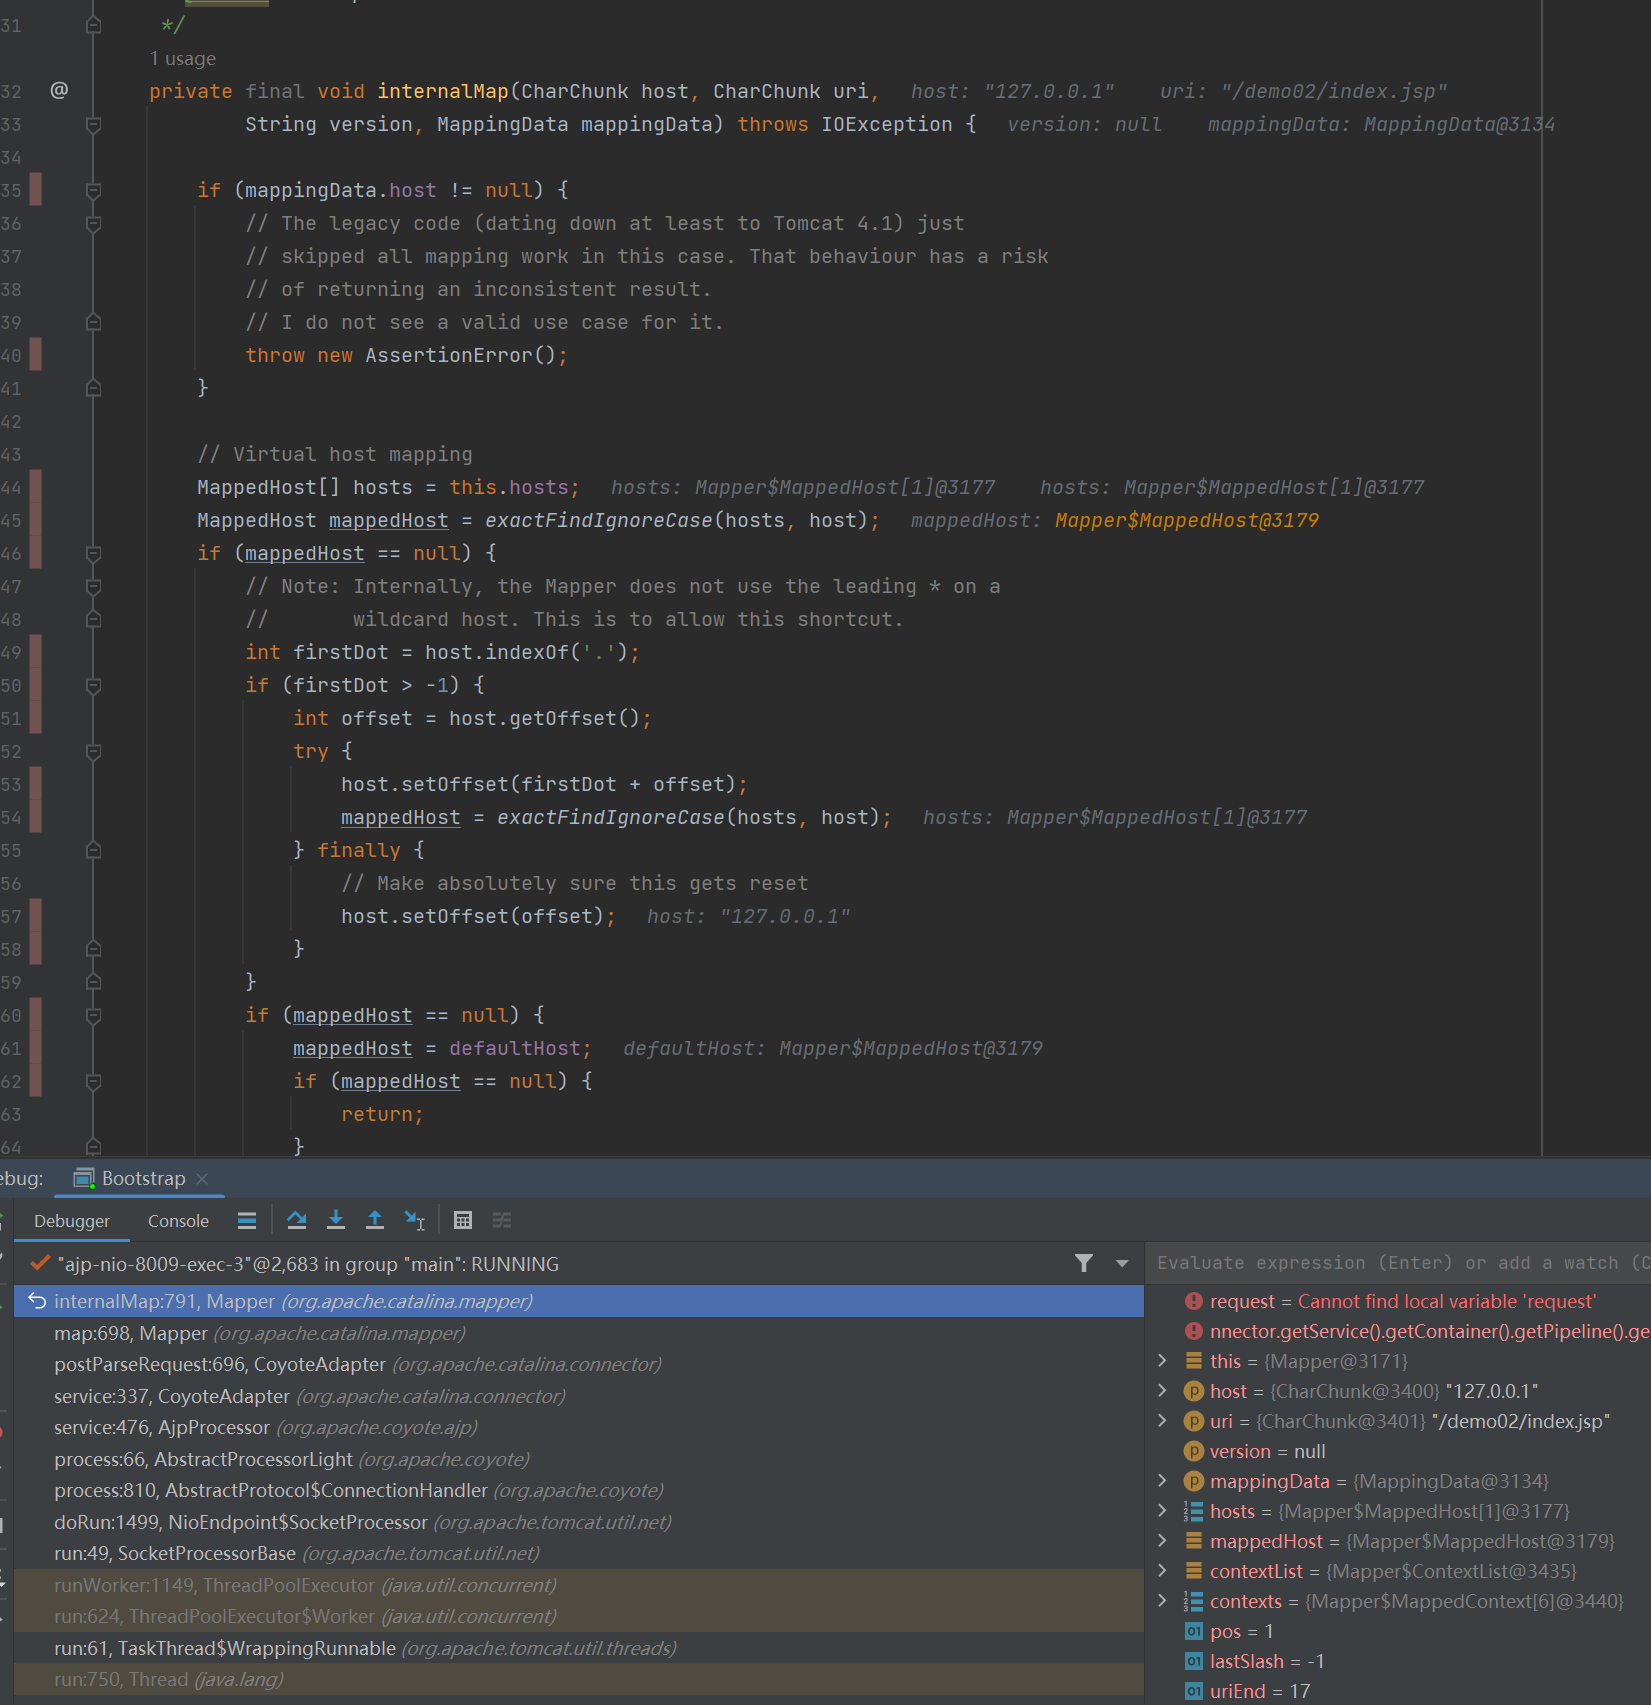 31 */
1 usage
32 @ private final void internalMap(CharChunk host, CharChunk uri, host: "127.0.0.1" uri: "/demo02/index.jsp"
33 String version, MappingData mappingData) throws IOException { version: null mappingData: MappingData@3134
34
35 if (mappingData.host != null) {
36 // The legacy code (dating down at least to Tomcat 4.1) just
37 // skipped all mapping work in this case. That behaviour has a risk
38 // of returning an inconsistent result.
39 // I do not see a valid use case for it.
40 throw new AssertionError();
41 }
42
43 // Virtual host mapping
44 MappedHost[] hosts = this.hosts; hosts: Mapper$MappedHost[1]@3177 hosts: Mapper$MappedHost[1]@3177
45 MappedHost mappedHost = exactFindIgnoreCase(hosts, host); mappedHost: Mapper$MappedHost@3179
46 if (mappedHost == null) {
47 // Note: Internally, the Mapper does not use the leading * on a
48 // wildcard host. This is to allow this shortcut.
49 int firstDot = host.indexOf('.');
50 if (firstDot > -1) {
51 int offset = host.getOffset();
52 try {
53 host.setOffset(firstDot + offset);
54 mappedHost = exactFindIgnoreCase(hosts, host); hosts: Mapper$MappedHost[1]@3177
55 } finally {
56 // Make absolutely sure this gets reset
57 host.setOffset(offset); host: "127.0.0.1"
58 }
59 }
60 if (mappedHost == null) {
61 mappedHost = defaultHost; defaultHost: Mapper$MappedHost@3179
62 if (mappedHost == null) {
63 return;
64 }
ebug: Bootstrap
Debugger Console
"ajp-nio-8009-exec-3"@2,683 in group "main": RUNNING
internalMap:791, Mapper (org.apache.catalina.mapper)
map:698, Mapper (org.apache.catalina.mapper)
postParseRequest:696, CoyoteAdapter (org.apache.catalina.connector)
service:337, CoyoteAdapter (org.apache.catalina.connector)
service:476, AjpProcessor (org.apache.coyote.ajp)
process:66, AbstractProcessorLight (org.apache.coyote)
process:810, AbstractProtocol$ConnectionHandler (org.apache.coyote)
doRun:1499, NioEndpoint$SocketProcessor (org.apache.tomcat.util.net)
run:49, SocketProcessorBase (org.apache.tomcat.util.net)
runWorker:1149, ThreadPoolExecutor (java.util.concurrent)
run:624, ThreadPoolExecutor$Worker (java.util.concurrent)
run:61, TaskThread$WrappingRunnable (org.apache.tomcat.util.threads)
run:750, Thread (java.lang)
Evaluate expression (Enter) or add a watch (C
request = Cannot find local variable 'request'
nnector.getService().getContainer().getPipeline().ge
this = {Mapper@3171}
host = {CharChunk@3400} "127.0.0.1"
uri = {CharChunk@3401} "/demo02/index.jsp"
version = null
mappingData = {MappingData@3134}
hosts = {Mapper$MappedHost[1]@3177}
mappedHost = {Mapper$MappedHost@3179}
contextList = {Mapper$ContextList@3435}
contexts = {Mapper$MappedContext[6]@3440}
pos = 1
lastSlash = -1
uriEnd = 17